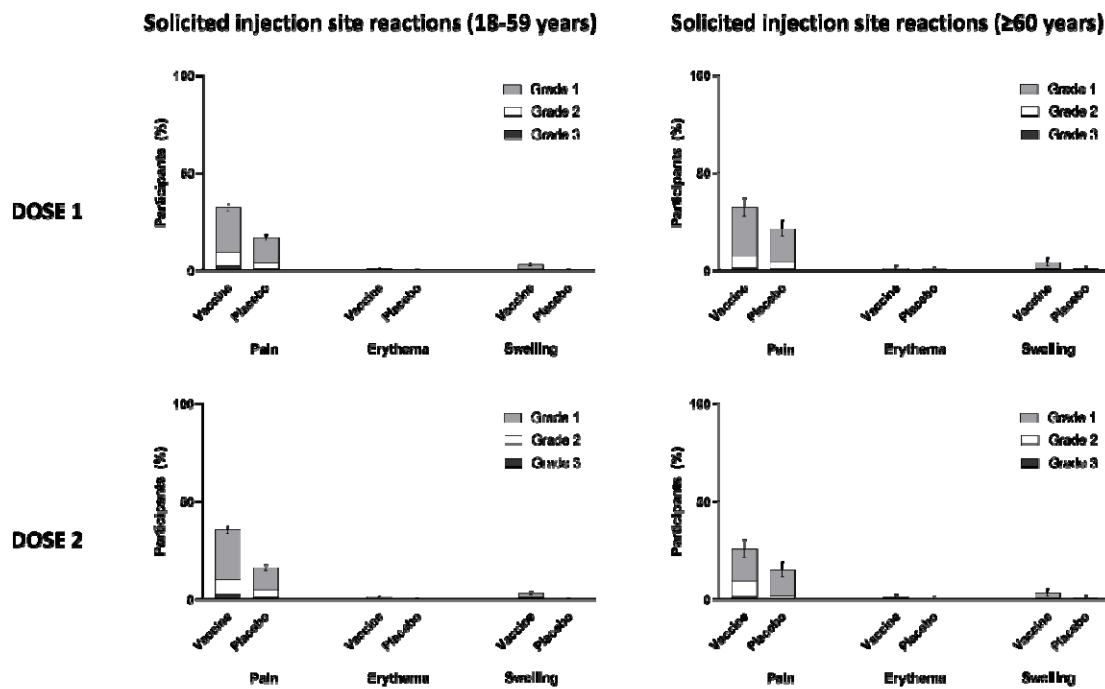 Solicited injection site reactions (18-59 years)
Solicited injection site reactions (≥60 years)
DOSE 1
Participants (%)
100
50
0
Grade 1
Grade 2
Grade 3
Vaccine
Placebo
Vaccine
Placebo
Vaccine
Placebo
Pain
Erythema
Swelling
Participants (%)
100
50
0
Grade 1
Grade 2
Grade 3
Vaccine
Placebo
Vaccine
Placebo
Vaccine
Placebo
Pain
Erythema
Swelling
DOSE 2
Participants (%)
100
50
0
Grade 1
Grade 2
Grade 3
Vaccine
Placebo
Vaccine
Placebo
Vaccine
Placebo
Pain
Erythema
Swelling
Participants (%)
100
50
0
Grade 1
Grade 2
Grade 3
Vaccine
Placebo
Vaccine
Placebo
Vaccine
Placebo
Pain
Erythema
Swelling